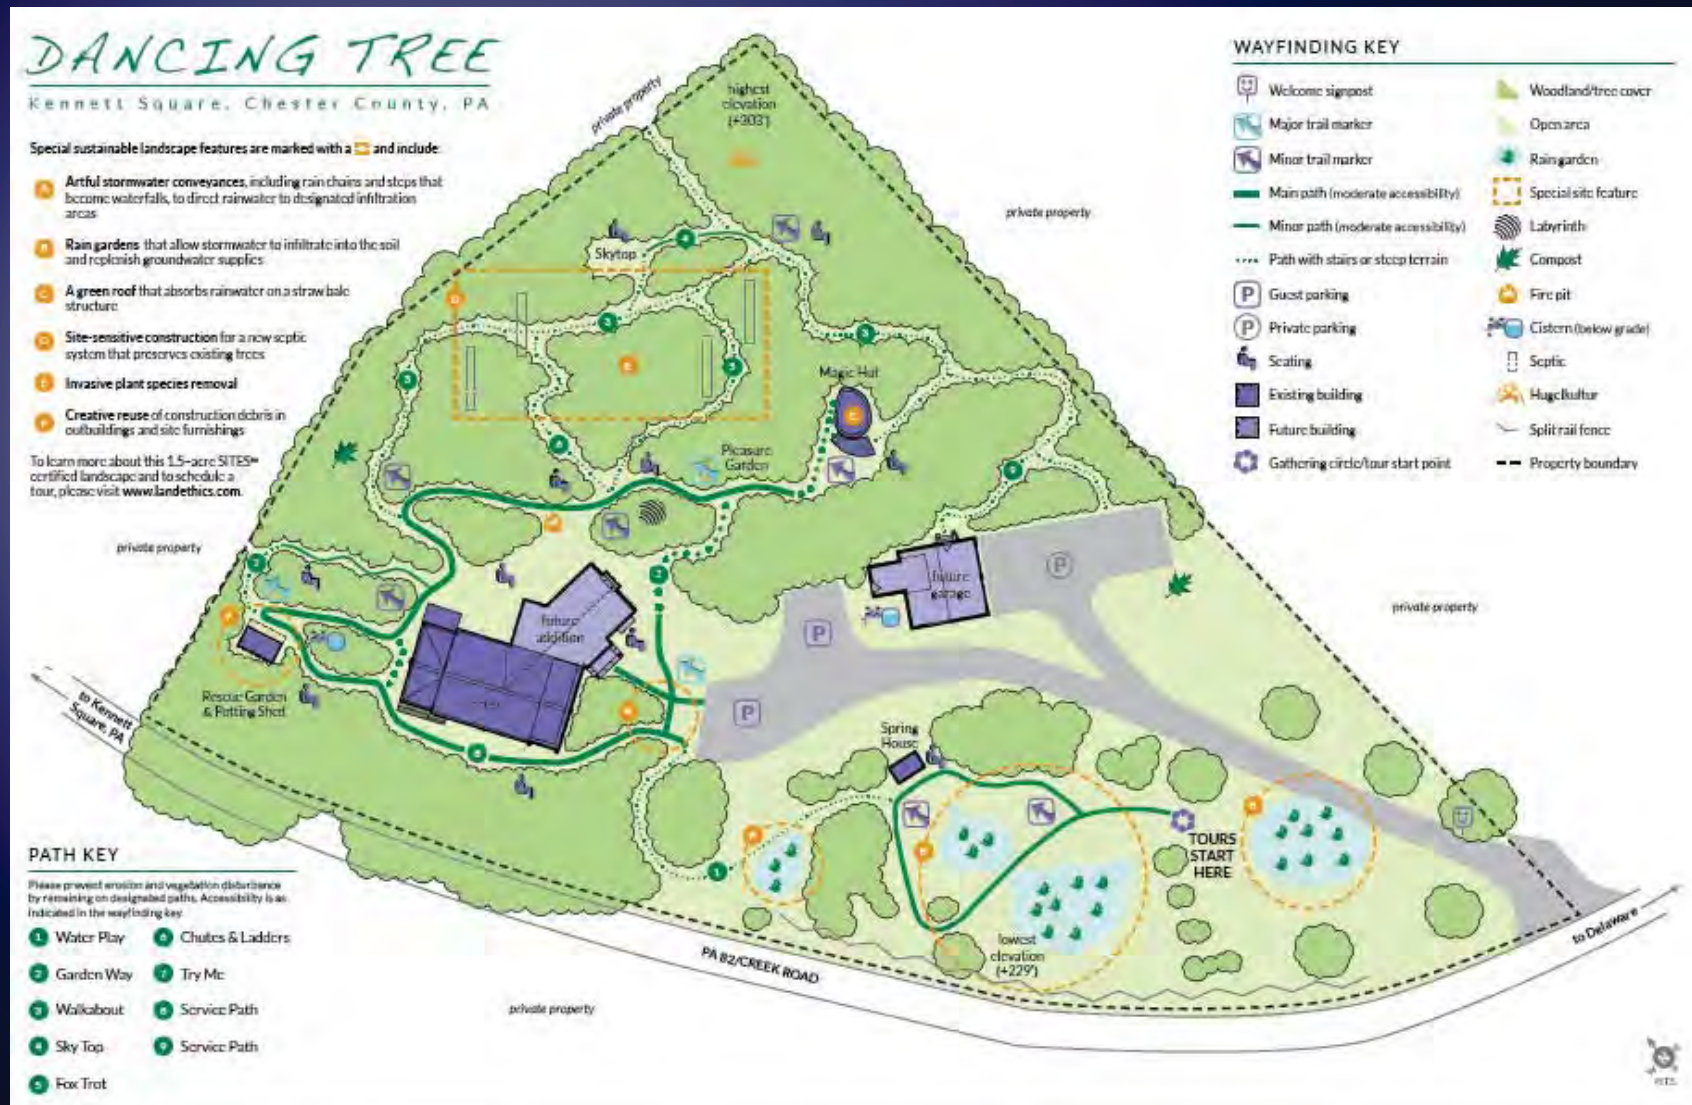 DANCING TREE
Kennett Square, Chester County, PA
Special sustainable landscape features are marked with a and include:
A
Artful stormwater conveyances, including rain chains and steps that
become waterfalls, to direct rainwater to designated infiltration
areas
B
Rain gardens that allow stormwater to infiltrate into the soil
and replenish groundwater supplies
C
A green roof that absorbs rainwater on a straw bale
structure
D
Site-sensitive construction for a new septic
system that preserves existing trees
E
Invasive plant species removal
F
Creative reuse of construction debris in
outbuildings and site furnishings
To learn more about this 1.5-acre SITES℠
certified landscape and to schedule a
tour, please visit www.landethics.com.
WAYFINDING KEY
Welcome signpost
Major trail marker
Minor trail marker
Main path (moderate accessibility)
Minor path (moderate accessibility)
Path with stairs or steep terrain
P Guest parking
P Private parking
Seating
Existing building
Future building
Gathering circle/tour start point
Woodland/tree cover
Open area
Rain garden
Special site feature
Labyrinth
Compost
Fire pit
Cistern (below grade)
Septic
Hugelkultur
Split rail fence
Property boundary
private property
highest
elevation
(+303')
private property
Skytop
4
3
3
3
3
Magic Hut
Pleasure
Garden
private property
private property
future
garage
P
P
P
future
addition
Rescue Garden
& Potting Shed
to Kennett
Square, PA
Spring
House
1
TOURS
START
HERE
lowest
elevation
(+229')
PA 82/CREEK ROAD
to Delaware
private property
PATH KEY
Please prevent erosion and vegetation disturbance
by remaining on designated paths. Accessibility is as
indicated in the wayfinding key.
1 Water Play
2 Garden Way
3 Walkabout
4 Sky Top
5 Fox Trot
6 Chutes & Ladders
7 Try Me
8 Service Path
9 Service Path